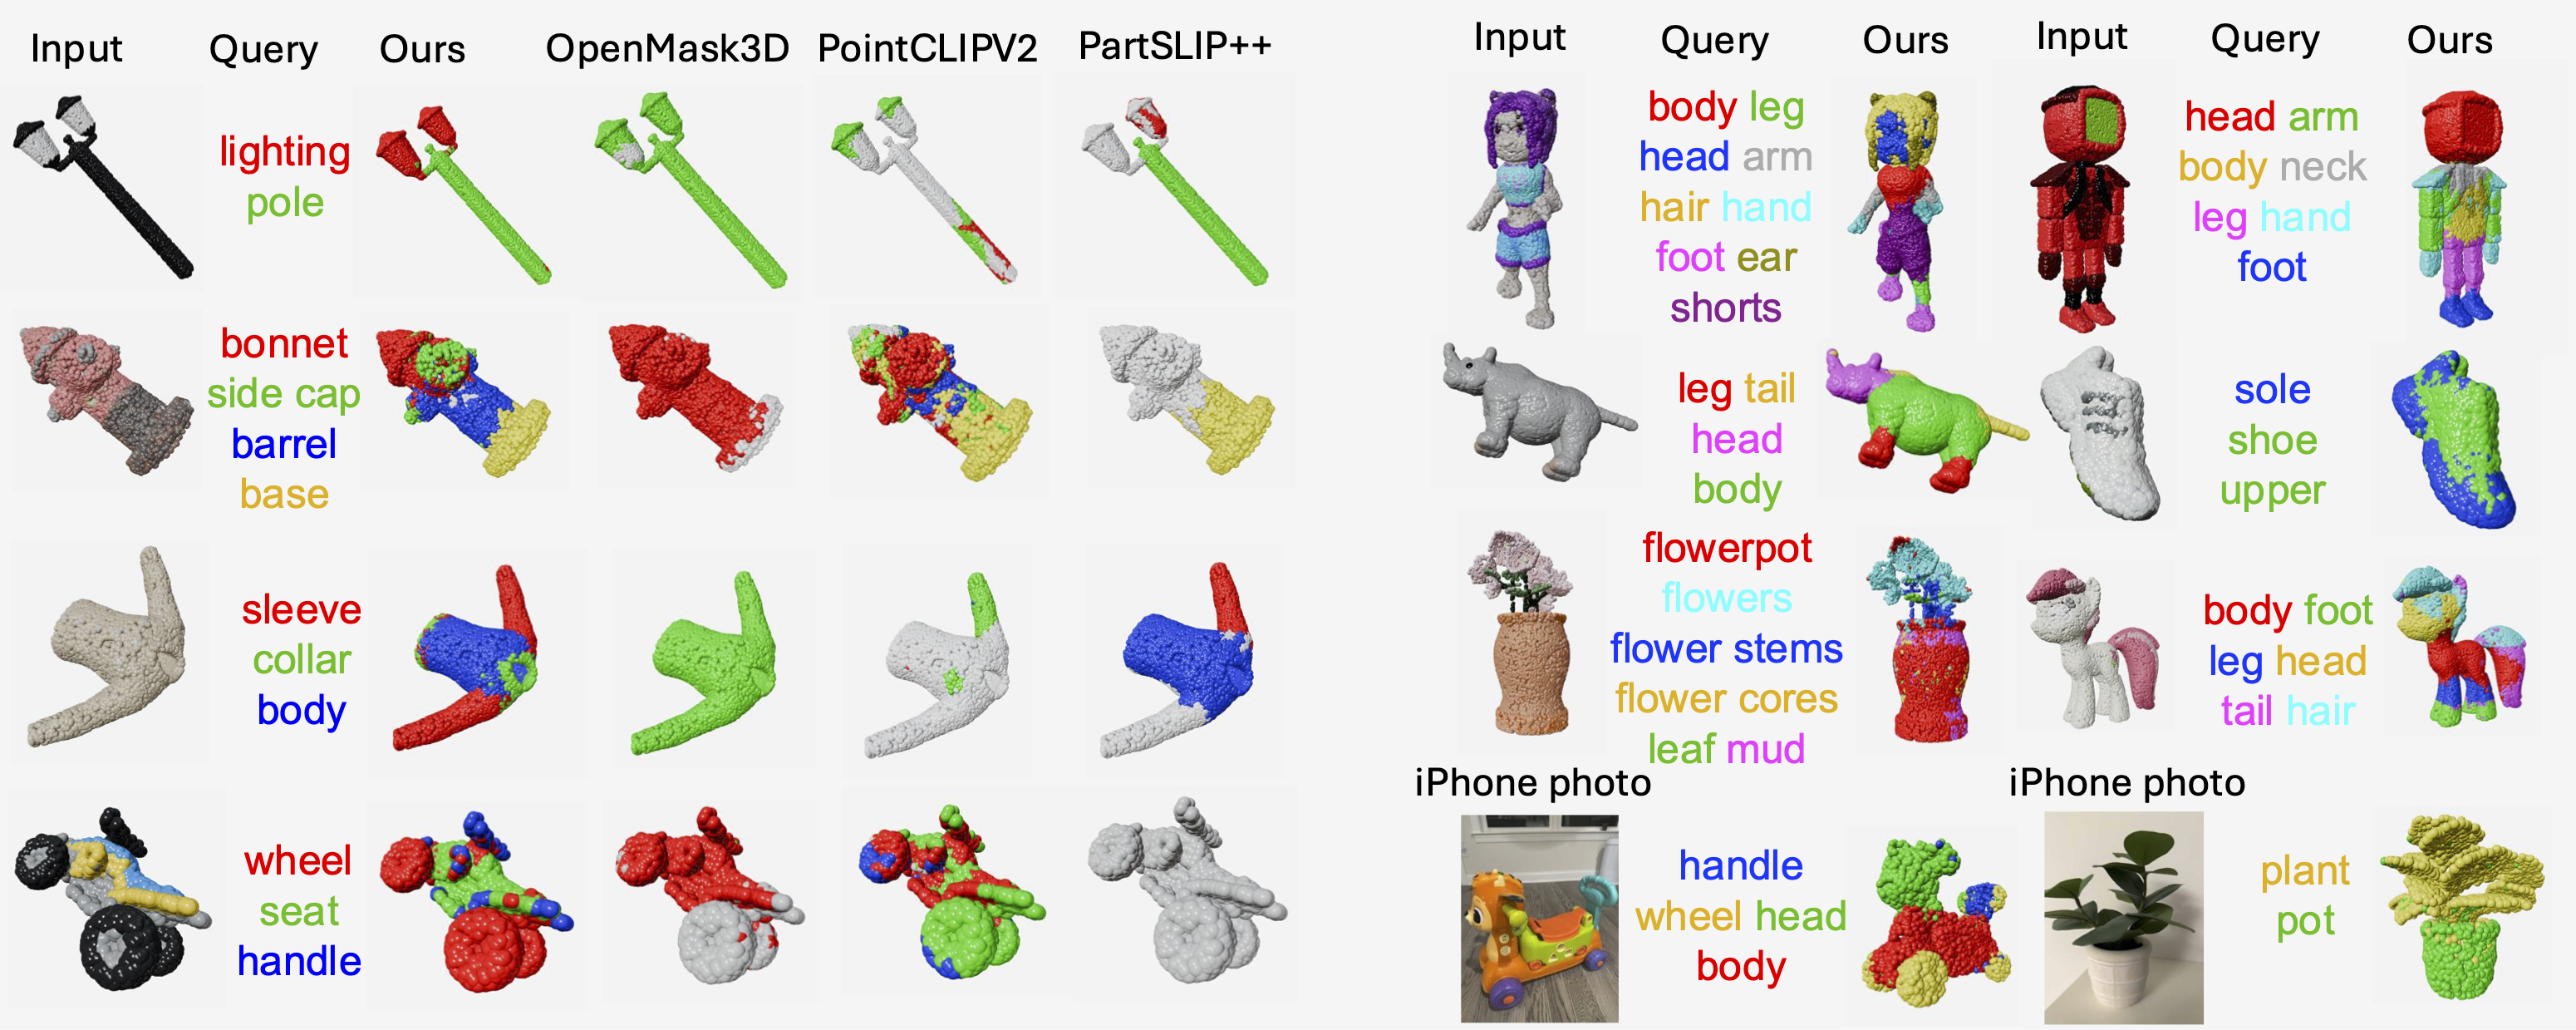 Input Query Ours OpenMask3D PointCLIPV2 PartSLIP++
lighting
pole
bonnet
side cap
barrel
base
sleeve
collar
body
wheel
seat
handle
Input Query Ours Input Query Ours
body leg
head arm
hair hand
foot ear
shorts
head arm
body neck
leg hand
foot
leg tail
head
body
sole
shoe
upper
flowerpot
flowers
flower stems
flower cores
leaf mud
body foot
leg head
tail hair
iPhone photo
handle
wheel head
body
iPhone photo
plant
pot